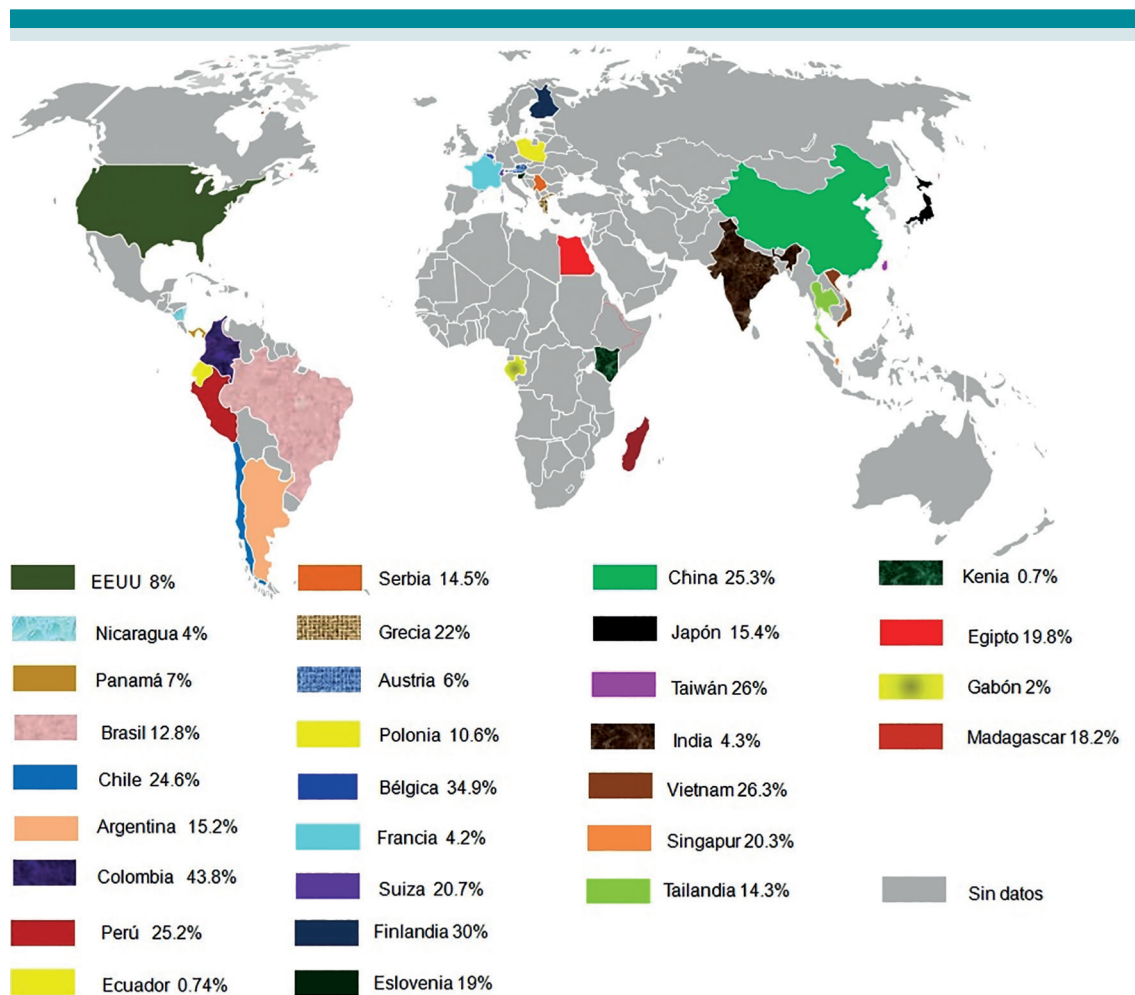 EEUU 8%
Nicaragua 4%
Panamá 7%
Brasil 12.8%
Chile 24.6%
Argentina 15.2%
Colombia 43.8%
Perú 25.2%
Ecuador 0.74%
Serbia 14.5%
Grecia 22%
Austria 6%
Polonia 10.6%
Bélgica 34.9%
Francia 4.2%
Suiza 20.7%
Finlandia 30%
Eslovenia 19%
China 25.3%
Japón 15.4%
Taiwán 26%
India 4.3%
Vietnam 26.3%
Singapur 20.3%
Tailandia 14.3%
Kenia 0.7%
Egipto 19.8%
Gabón 2%
Madagascar 18.2%
Sin datos